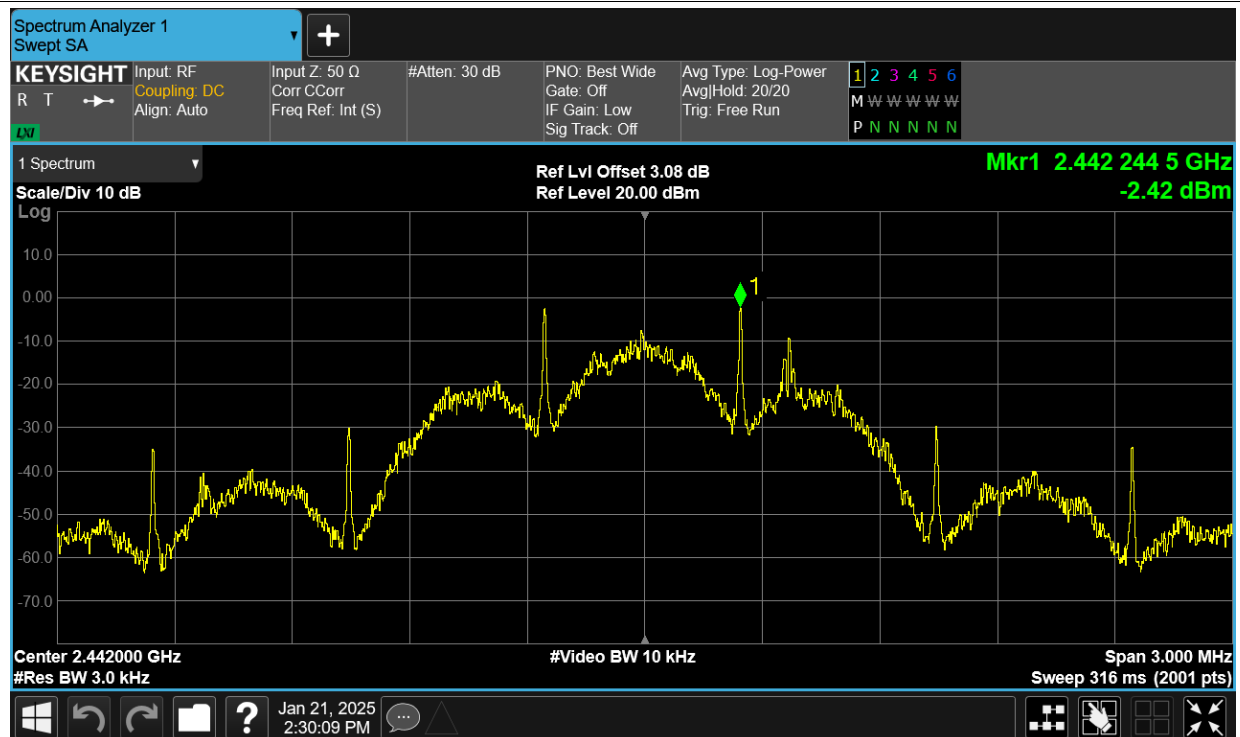 Spectrum Analyzer 1
Swept SA
+
KEYSIGHT
R T
LXI
Input: RF
Coupling: DC
Align: Auto
Input Z: 50 Ω
Corr CCorr
Freq Ref: Int (S)
#Atten: 30 dB
PNO: Best Wide
Gate: Off
IF Gain: Low
Sig Track: Off
Avg Type: Log-Power
Avg|Hold: 20/20
Trig: Free Run
1 2 3 4 5 6
M W W W W W
P N N N N N
1 Spectrum
Scale/Div 10 dB
Log
Ref Lvl Offset 3.08 dB
Ref Level 20.00 dBm
Mkr1 2.442 244 5 GHz
-2.42 dBm
10.0
0.00
-10.0
-20.0
-30.0
-40.0
-50.0
-60.0
-70.0
1
Center 2.442000 GHz
#Res BW 3.0 kHz
#Video BW 10 kHz
Span 3.000 MHz
Sweep 316 ms (2001 pts)
?
Jan 21, 2025
2:30:09 PM